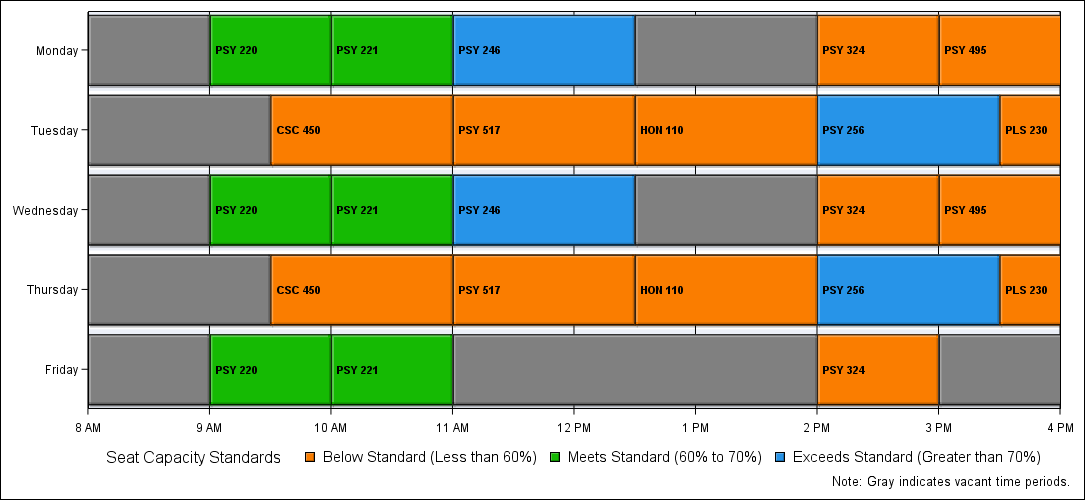 Monday PSY 220 PSY 221 PSY 246 PSY 324 PSY 495
Tuesday CSC 450 PSY 517 HON 110 PSY 256 PLS 230
Wednesday PSY 220 PSY 221 PSY 246 PSY 324 PSY 495
Thursday CSC 450 PSY 517 HON 110 PSY 256 PLS 230
Friday PSY 220 PSY 221 PSY 324
8 AM 9 AM 10 AM 11 AM 12 PM 1 PM 2 PM 3 PM 4 PM
Seat Capacity Standards Below Standard (Less than 60%) Meets Standard (60% to 70%) Exceeds Standard (Greater than 70%)
Note: Gray indicates vacant time periods.